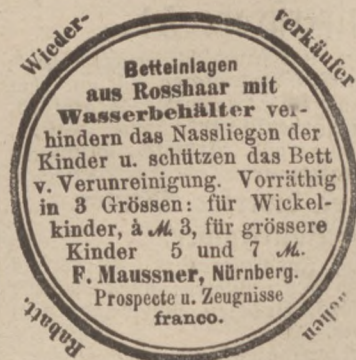 Wieder-
verkäufer
Betteinlagen
aus Rosshaar mit
Wasserbehälter ver-
hindern das Nassliegen der
Kinder u. schützen das Bett
v. Verunreinigung. Vorräthig
in 3 Grössen: für Wickel-
kinder, à M. 3, für grössere
Kinder 5 und 7 M.
F. Maussner, Nürnberg.
Prospecte u. Zeugnisse
franco.
Rabatt.